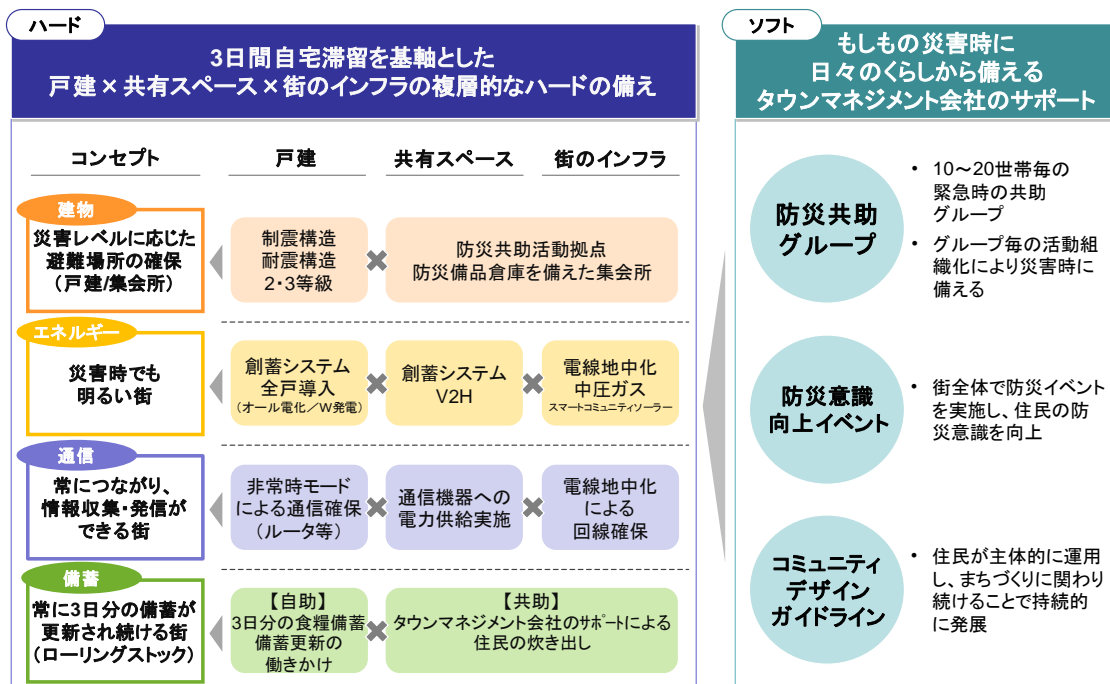 ハード
3日間自宅滞留を基軸とした
戸建×共有スペース×街のインフラの複層的なハードの備え
コンセプト
戸建
共有スペース
街のインフラ
建物
災害レベルに応じた
避難場所の確保
(戸建/集会所)
制震構造
耐震構造
2・3等級
防災共助活動拠点
防災備品倉庫を備えた集会所
エネルギー
災害時でも
明るい街
創蓄システム
全戸導入
(オール電化/W発電)
創蓄システム
V2H
電線地中化
中圧ガス
スマートコミュニティソーラー
通信
常につながり、
情報収集・発信が
できる街
非常時モード
による通信確保
(ルータ等)
通信機器への
電力供給実施
電線地中化
による
回線確保
備蓄
常に3日分の備蓄が
更新され続ける街
(ローリングストック)
【自助】
3日分の食糧備蓄
備蓄更新の
働きかけ
【共助】
タウンマネジメント会社のサポートによる
住民の炊き出し
ソフト
もしもの災害時に
日々のくらしから備える
タウンマネジメント会社のサポート
防災共助
グループ
• 10~20世帯毎の
緊急時の共助
グループ
• グループ毎の活動組
織化により災害時に
備える
防災意識
向上イベント
• 街全体で防災イベント
を実施し、住民の防
災意識を向上
コミュニティ
デザイン
ガイドライン
• 住民が主体的に運用
し、まちづくりに関わり
続けることで持続的
に発展